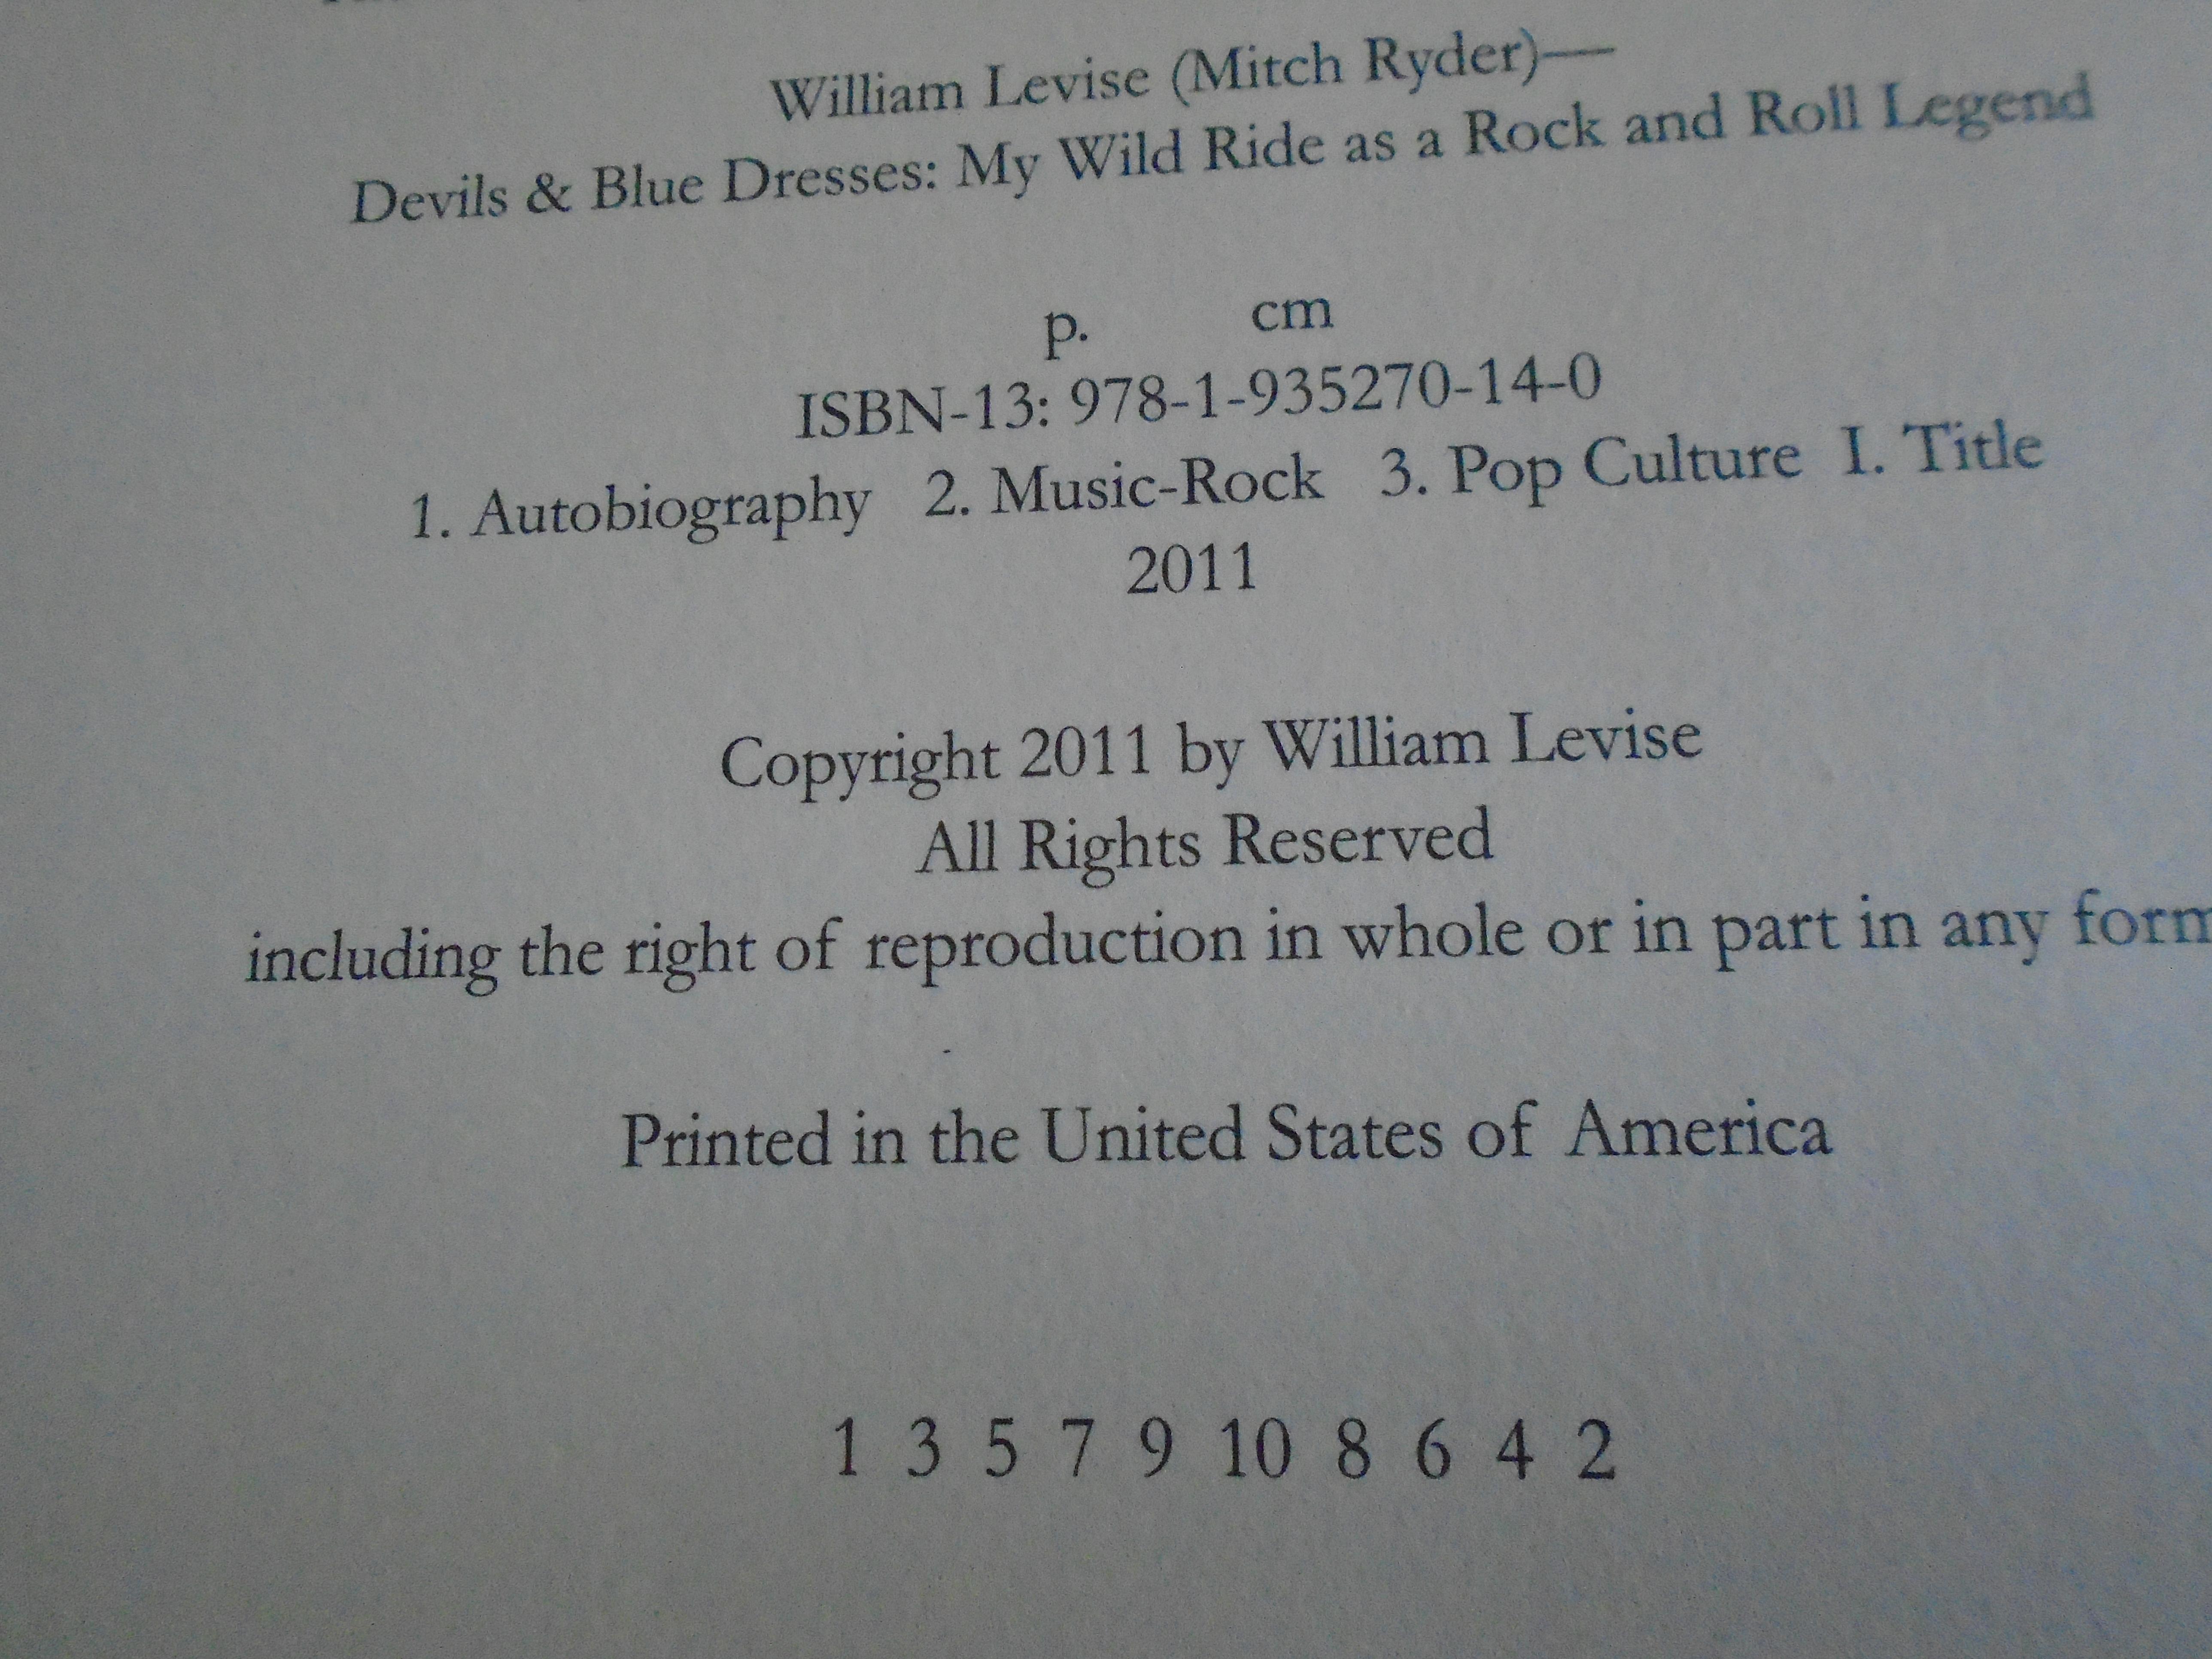 William Levise (Mitch Ryder)—
Devils & Blue Dresses: My Wild Ride as a Rock and Roll Legend
p. cm
ISBN-13: 978-1-935270-14-0
1. Autobiography 2. Music-Rock 3. Pop Culture I. Title
2011
Copyright 2011 by William Levise
All Rights Reserved
including the right of reproduction in whole or in part in any form
Printed in the United States of America
1 3 5 7 9 10 8 6 4 2